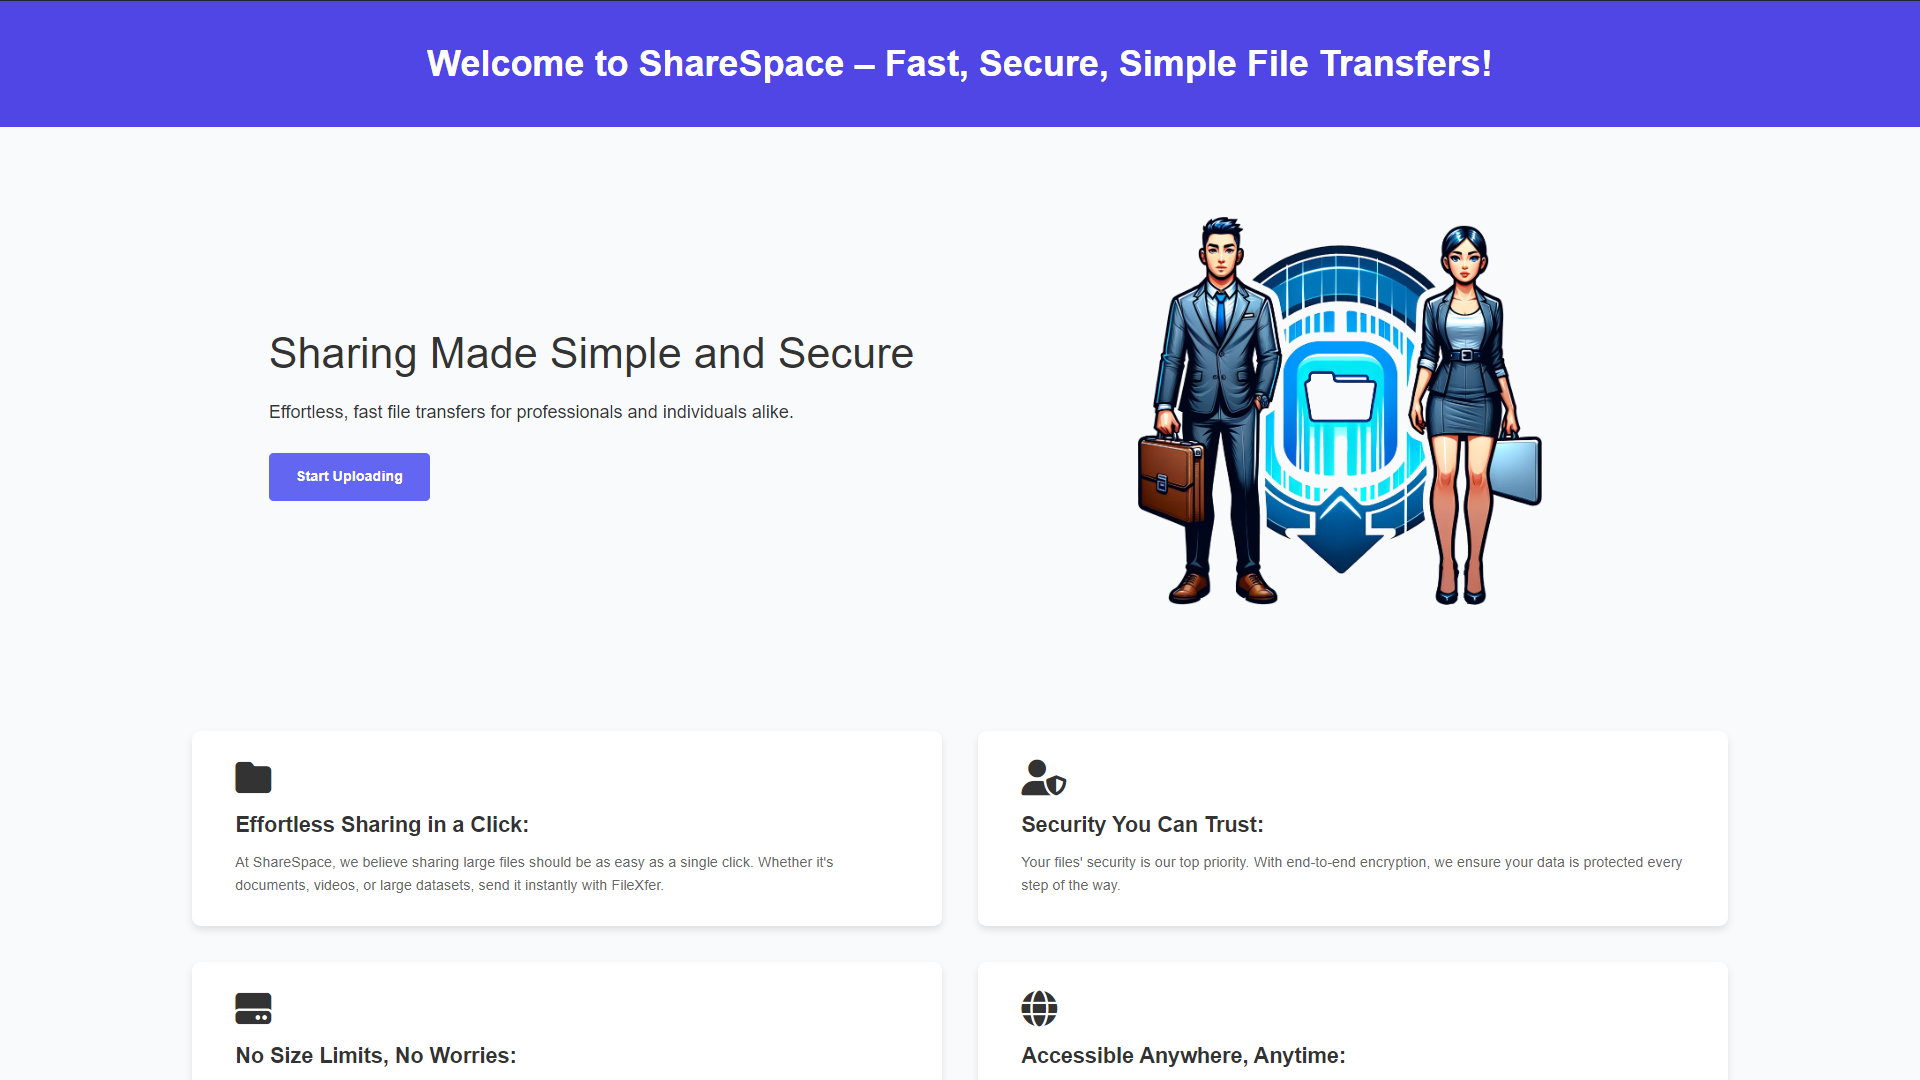 Welcome to ShareSpace – Fast, Secure, Simple File Transfers!
Sharing Made Simple and Secure
Effortless, fast file transfers for professionals and individuals alike.
Start Uploading
Effortless Sharing in a Click:
At ShareSpace, we believe sharing large files should be as easy as a single click. Whether it's
documents, videos, or large datasets, send it instantly with FileXfer.
Security You Can Trust:
Your files' security is our top priority. With end-to-end encryption, we ensure your data is protected every
step of the way.
No Size Limits, No Worries:
Accessible Anywhere, Anytime: